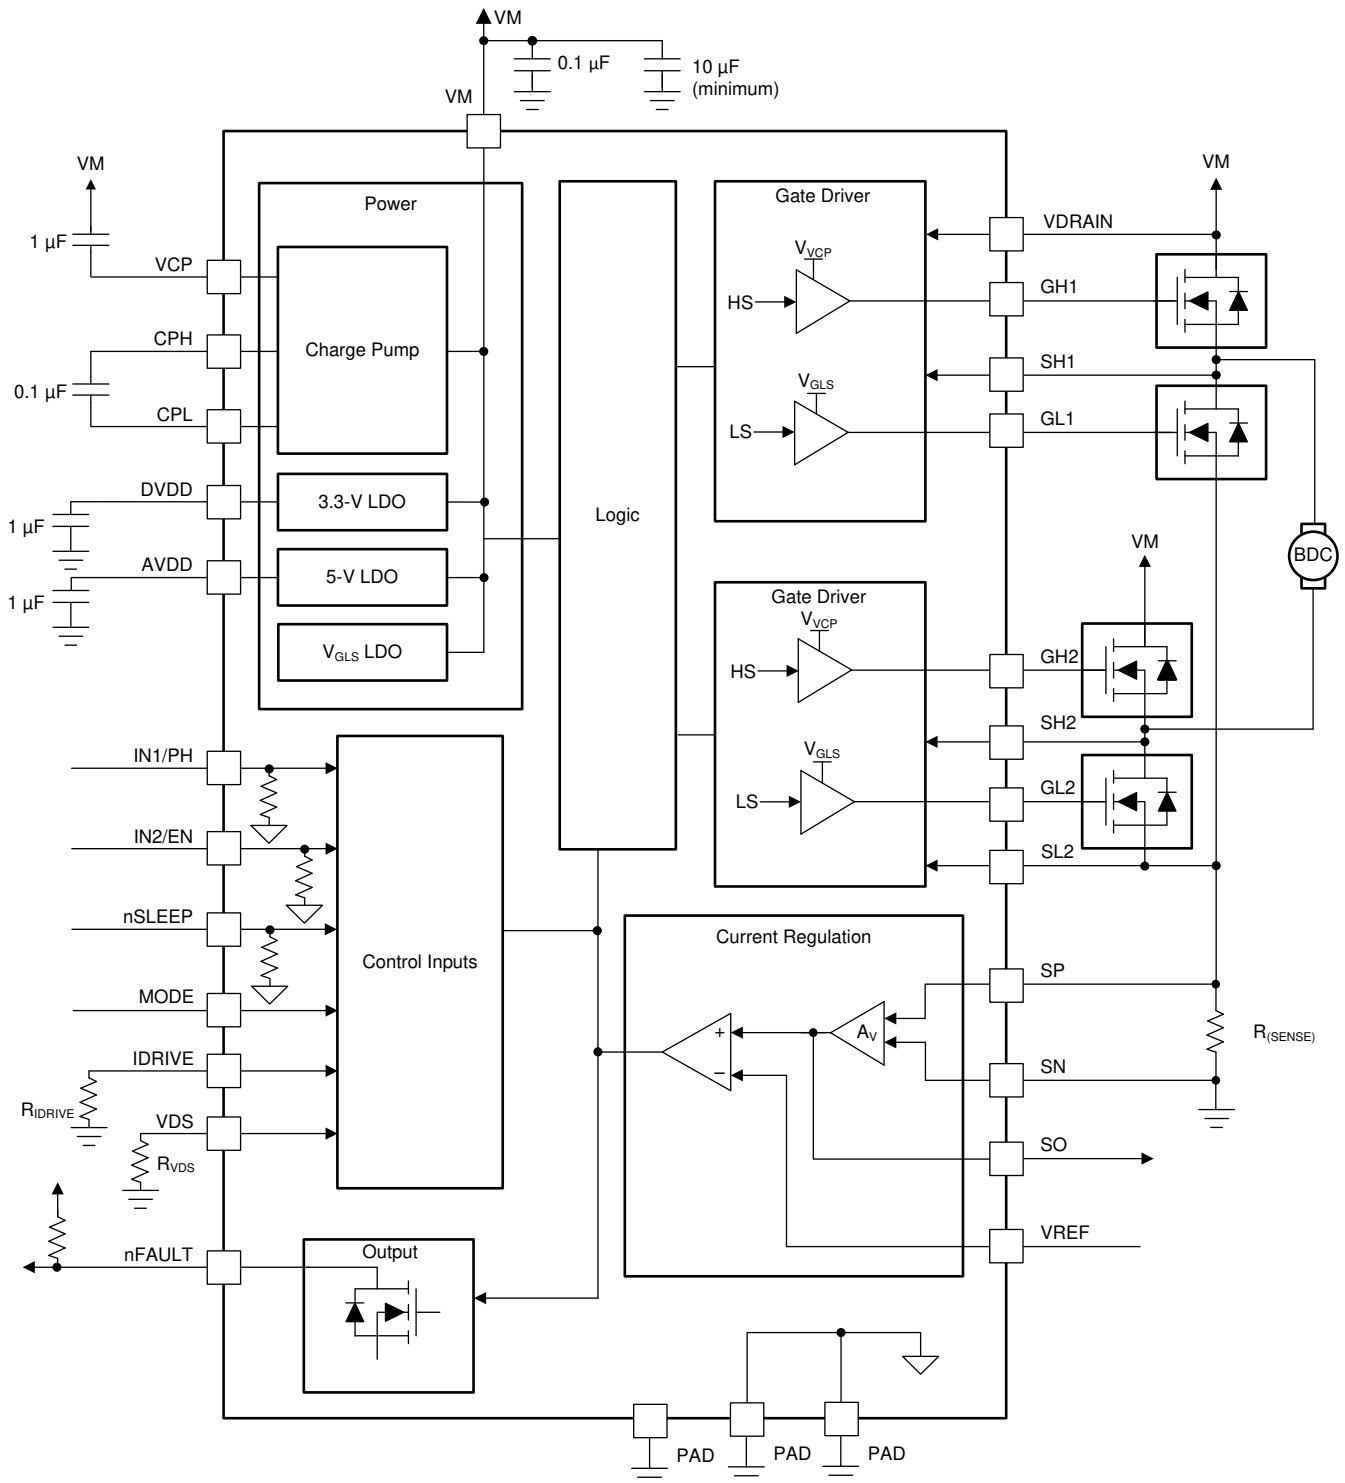 VM
0.1 µF
10 µF
(minimum)
VM
VM
1 µF
VCP
CPH
0.1 µF
CPL
DVDD
1 µF
AVDD
1 µF
Power
Charge Pump
3.3-V LDO
5-V LDO
VGLS LDO
Logic
Gate Driver
VVCP
HS
VGLS
LS
VDRAIN
GH1
SH1
GL1
VM
BDC
Gate Driver
VVCP
HS
VGLS
LS
VM
GH2
SH2
GL2
SL2
IN1/PH
IN2/EN
nSLEEP
MODE
IDRIVE
RIDRIVE
VDS
RVDS
nFAULT
Control Inputs
Output
Current Regulation
+
–
AV
SP
R(SENSE)
SN
SO
VREF
PAD
PAD
PAD